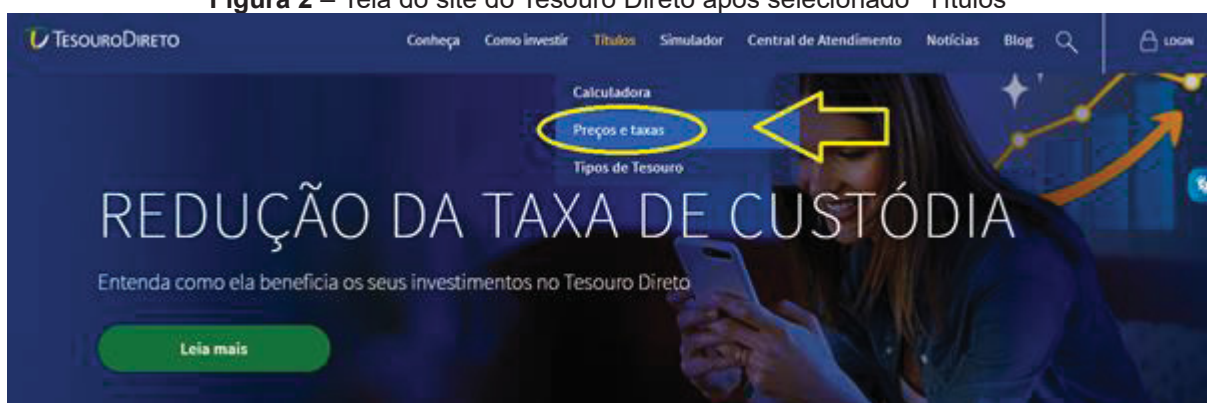 Figura 2 – Tela do site do Tesouro Direto após selecionado "Títulos"
TESOURODIRETO Conheça Como investir Títulos Simulador Central de Atendimento Notícias Blog LOGIN
Calculadora
Preços e taxas
Tipos de Tesouro
REDUÇÃO DA TAXA DE CUSTÓDIA
Entenda como ela beneficia os seus investimentos no Tesouro Direto
Leia mais